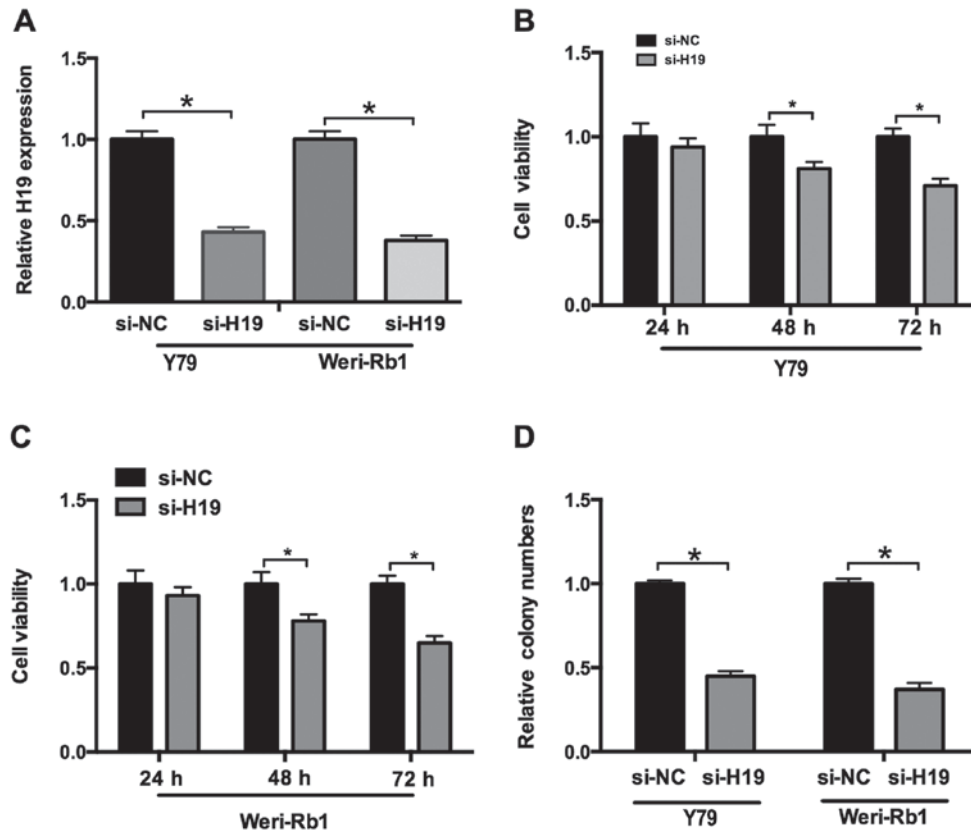 A
Relative H19 expression
1.5
1.0
0.5
0.0
*
*
si-NC si-H19 si-NC si-H19
Y79 Weri-Rb1
B
si-NC
si-H19
Cell viability
1.5
1.0
0.5
0.0
*
*
24 h 48 h 72 h
Y79
C
si-NC
si-H19
Cell viability
1.5
1.0
0.5
0.0
*
*
24 h 48 h 72 h
Weri-Rb1
D
Relative colony numbers
1.5
1.0
0.5
0.0
*
*
si-NC si-H19 si-NC si-H19
Y79 Weri-Rb1